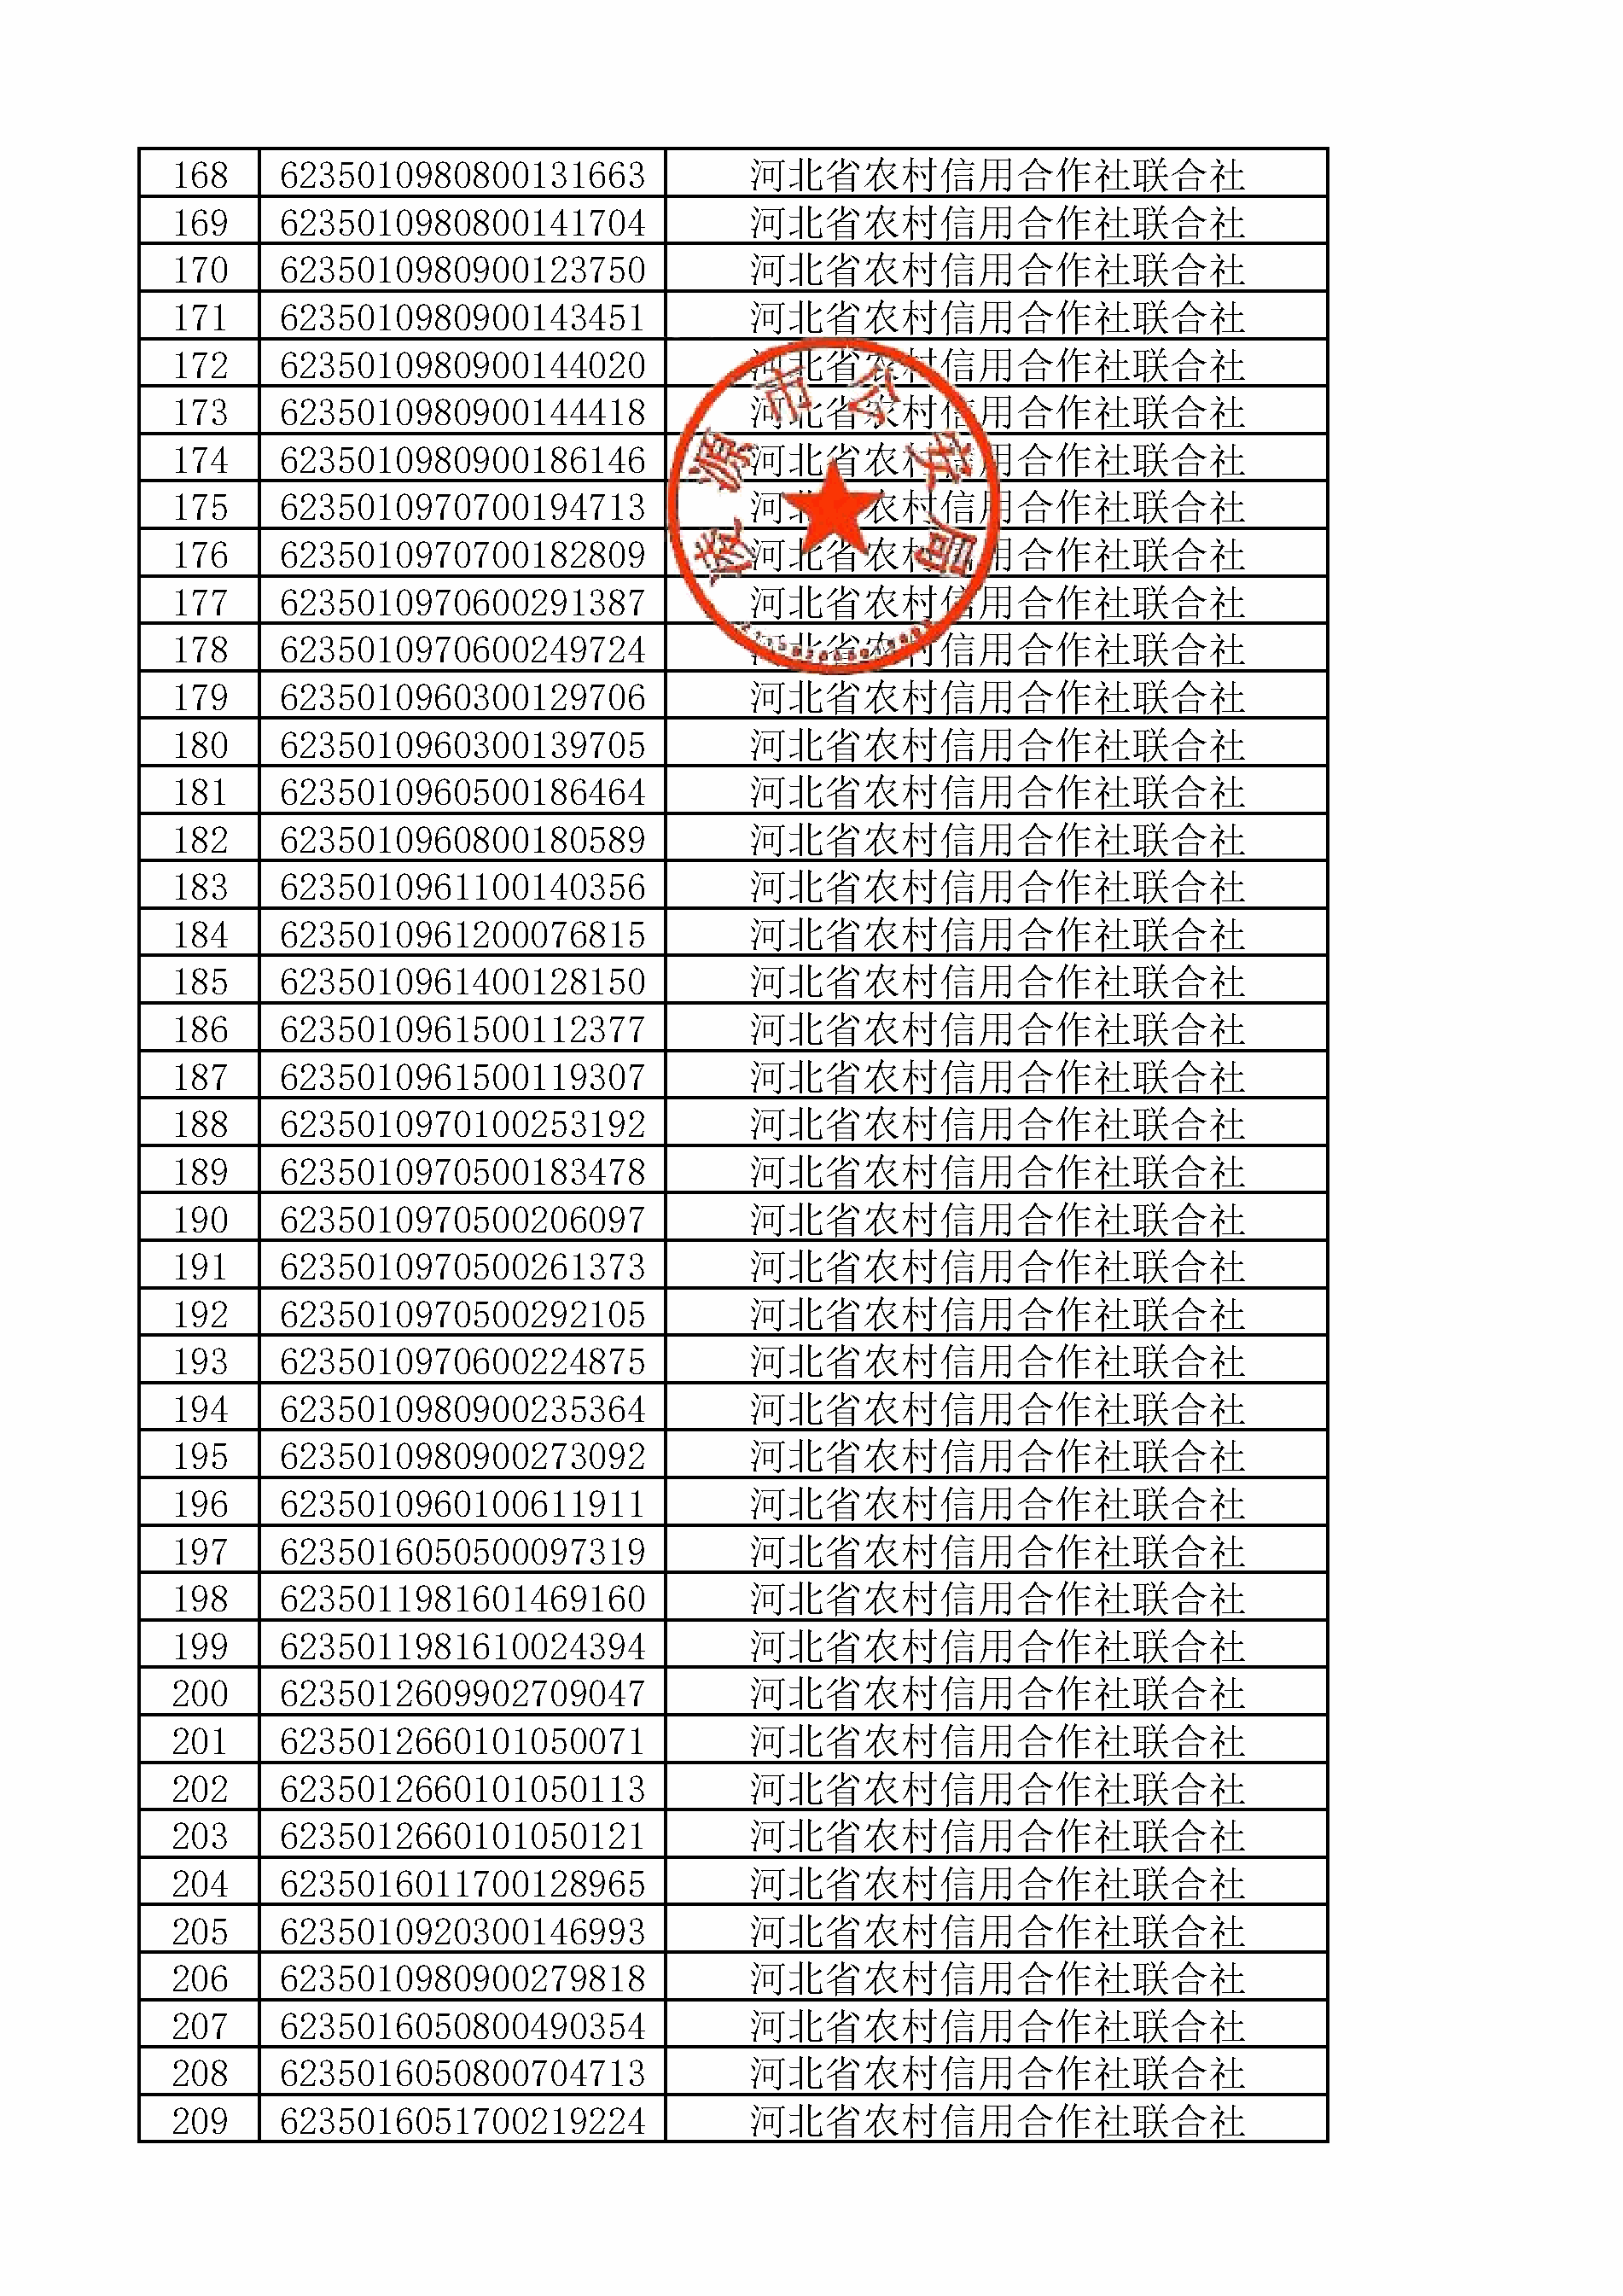 168 6235010980800131663 河北省农村信用合作社联合社
169 6235010980800141704 河北省农村信用合作社联合社
170 6235010980900123750 河北省农村信用合作社联合社
171 6235010980900143451 河北省农村信用合作社联合社
172 6235010980900144020 河北省农村信用合作社联合社
173 6235010980900144418 河北省农村信用合作社联合社
174 6235010980900186146 河北省农村信用合作社联合社
175 6235010970700194713 河北省农村信用合作社联合社
176 6235010970700182809 河北省农村信用合作社联合社
177 6235010970600291387 河北省农村信用合作社联合社
178 6235010970600249724 河北省农村信用合作社联合社
179 6235010960300129706 河北省农村信用合作社联合社
180 6235010960300139705 河北省农村信用合作社联合社
181 6235010960500186464 河北省农村信用合作社联合社
182 6235010960800180589 河北省农村信用合作社联合社
183 6235010961100140356 河北省农村信用合作社联合社
184 6235010961200076815 河北省农村信用合作社联合社
185 6235010961400128150 河北省农村信用合作社联合社
186 6235010961500112377 河北省农村信用合作社联合社
187 6235010961500119307 河北省农村信用合作社联合社
188 6235010970100253192 河北省农村信用合作社联合社
189 6235010970500183478 河北省农村信用合作社联合社
190 6235010970500206097 河北省农村信用合作社联合社
191 6235010970500261373 河北省农村信用合作社联合社
192 6235010970500292105 河北省农村信用合作社联合社
193 6235010970600224875 河北省农村信用合作社联合社
194 6235010980900235364 河北省农村信用合作社联合社
195 6235010980900273092 河北省农村信用合作社联合社
196 6235010960100611911 河北省农村信用合作社联合社
197 6235016050500097319 河北省农村信用合作社联合社
198 6235011981601469160 河北省农村信用合作社联合社
199 6235011981610024394 河北省农村信用合作社联合社
200 6235012609902709047 河北省农村信用合作社联合社
201 6235012660101050071 河北省农村信用合作社联合社
202 6235012660101050113 河北省农村信用合作社联合社
203 6235012660101050121 河北省农村信用合作社联合社
204 6235016011700128965 河北省农村信用合作社联合社
205 6235010920300146993 河北省农村信用合作社联合社
206 6235010980900279818 河北省农村信用合作社联合社
207 6235016050800490354 河北省农村信用合作社联合社
208 6235016050800704713 河北省农村信用合作社联合社
209 6235016051700219224 河北省农村信用合作社联合社
凌源市公安局